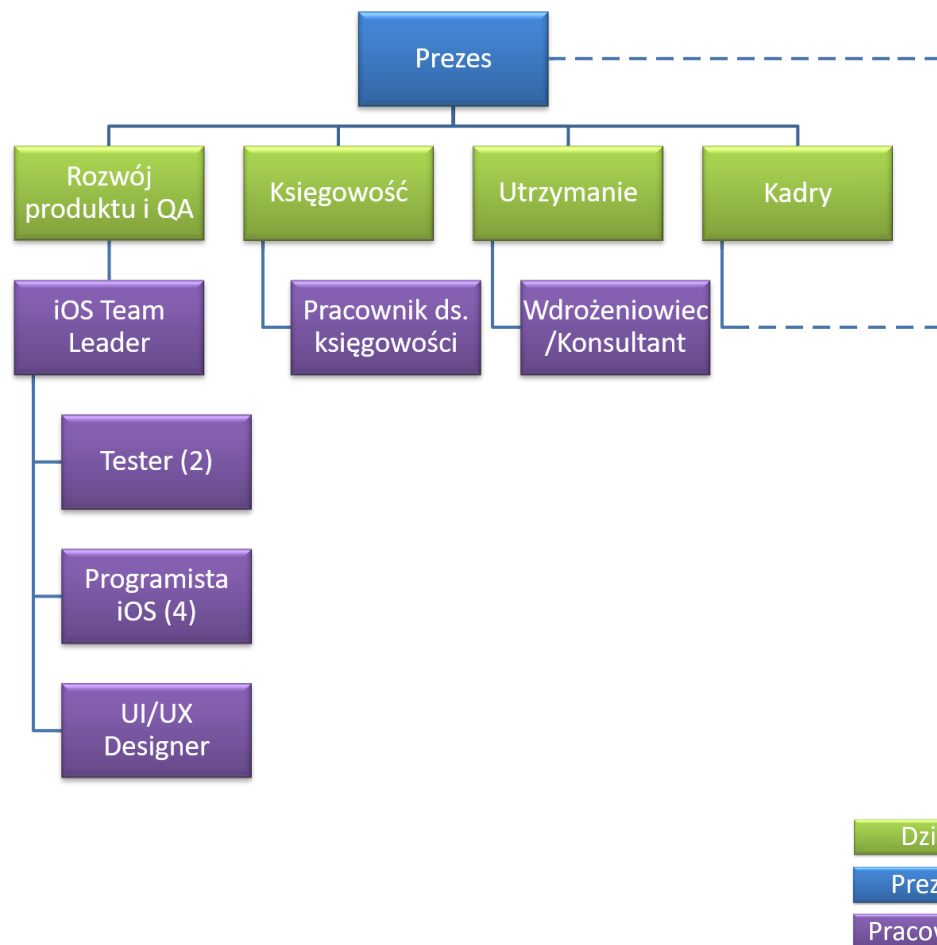 Prezes
Rozwój
produktu i QA
Księgowość
Utrzymanie
Kadry
iOS Team
Leader
Pracownik ds.
księgowości
Wdrożeniowiec
/Konsultant
Tester (2)
Programista
iOS (4)
UI/UX
Designer